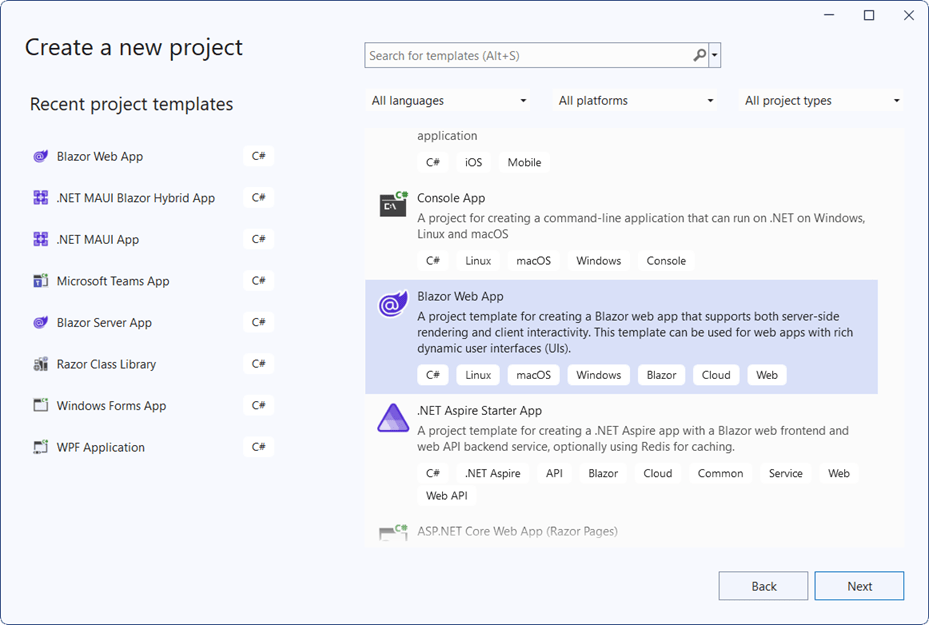 Create a new project
Search for templates (Alt+S)
Recent project templates
All languages
All platforms
All project types
Blazor Web App
C#
.NET MAUI Blazor Hybrid App
C#
.NET MAUI App
C#
Microsoft Teams App
C#
Blazor Server App
C#
Razor Class Library
C#
Windows Forms App
C#
WPF Application
C#
application
C# iOS Mobile
Console App
A project for creating a command-line application that can run on .NET on Windows,
Linux and macOS
C# Linux macOS Windows Console
Blazor Web App
A project template for creating a Blazor web app that supports both server-side
rendering and client interactivity. This template can be used for web apps with rich
dynamic user interfaces (UIs).
C# Linux macOS Windows Blazor Cloud Web
.NET Aspire Starter App
A project template for creating a .NET Aspire app with a Blazor web frontend and
web API backend service, optionally using Redis for caching.
C# .NET Aspire API Blazor Cloud Common Service Web
Web API
ASP.NET Core Web App (Razor Pages)
Back
Next